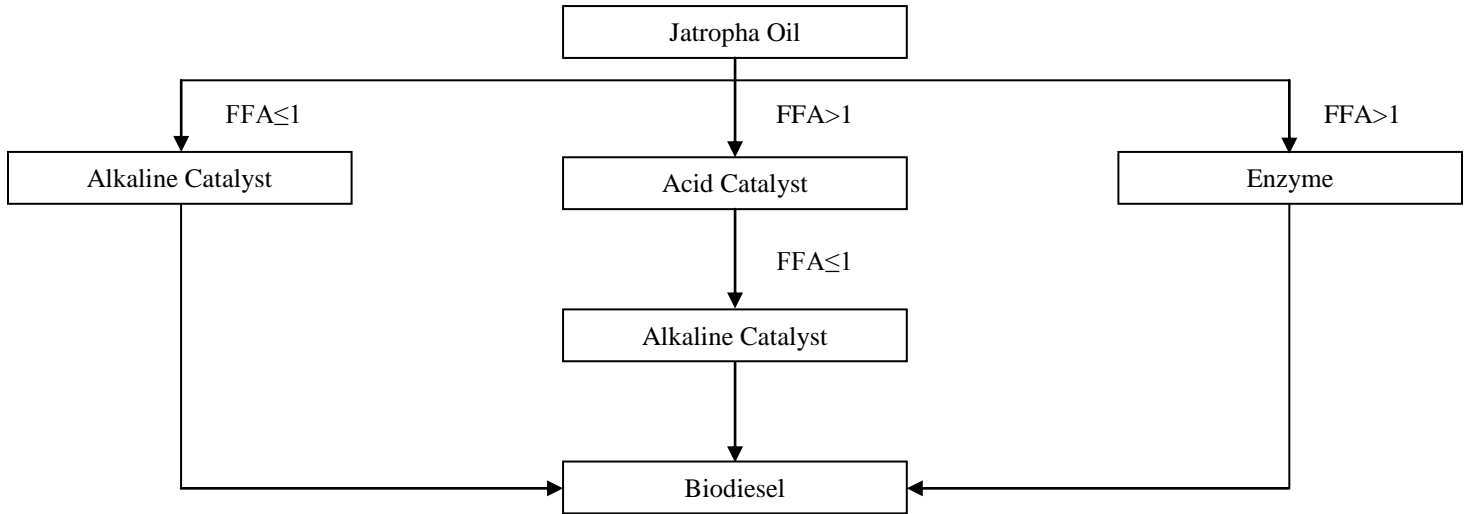 Jatropha Oil
FFA≤1
FFA>1
FFA>1
Alkaline Catalyst
Acid Catalyst
Enzyme
FFA≤1
Alkaline Catalyst
Biodiesel